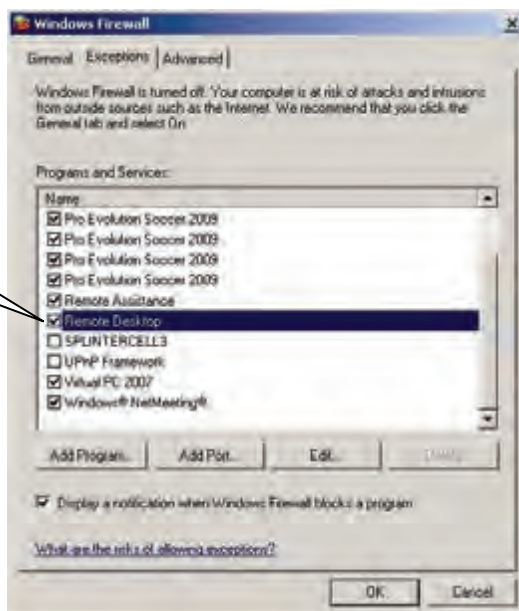 Windows Firewall
General Exceptions Advanced
Windows Firewall is turned off. Your computer is at risk of attacks and intrusions
from outside sources such as the Internet. We recommend that you click the
General tab and select On.
Programs and Services:
Name
Pro Evolution Soccer 2009
Pro Evolution Soccer 2009
Pro Evolution Soccer 2009
Pro Evolution Soccer 2009
Remote Assistance
Remote Desktop
SPLINTERCELL3
UPnP Framework
Virtual PC 2007
Windows® NetMeeting®
Add Program... Add Port... Edit... Delete
Display a notification when Windows Firewall blocks a program
What are the risks of allowing exceptions?
OK Cancel